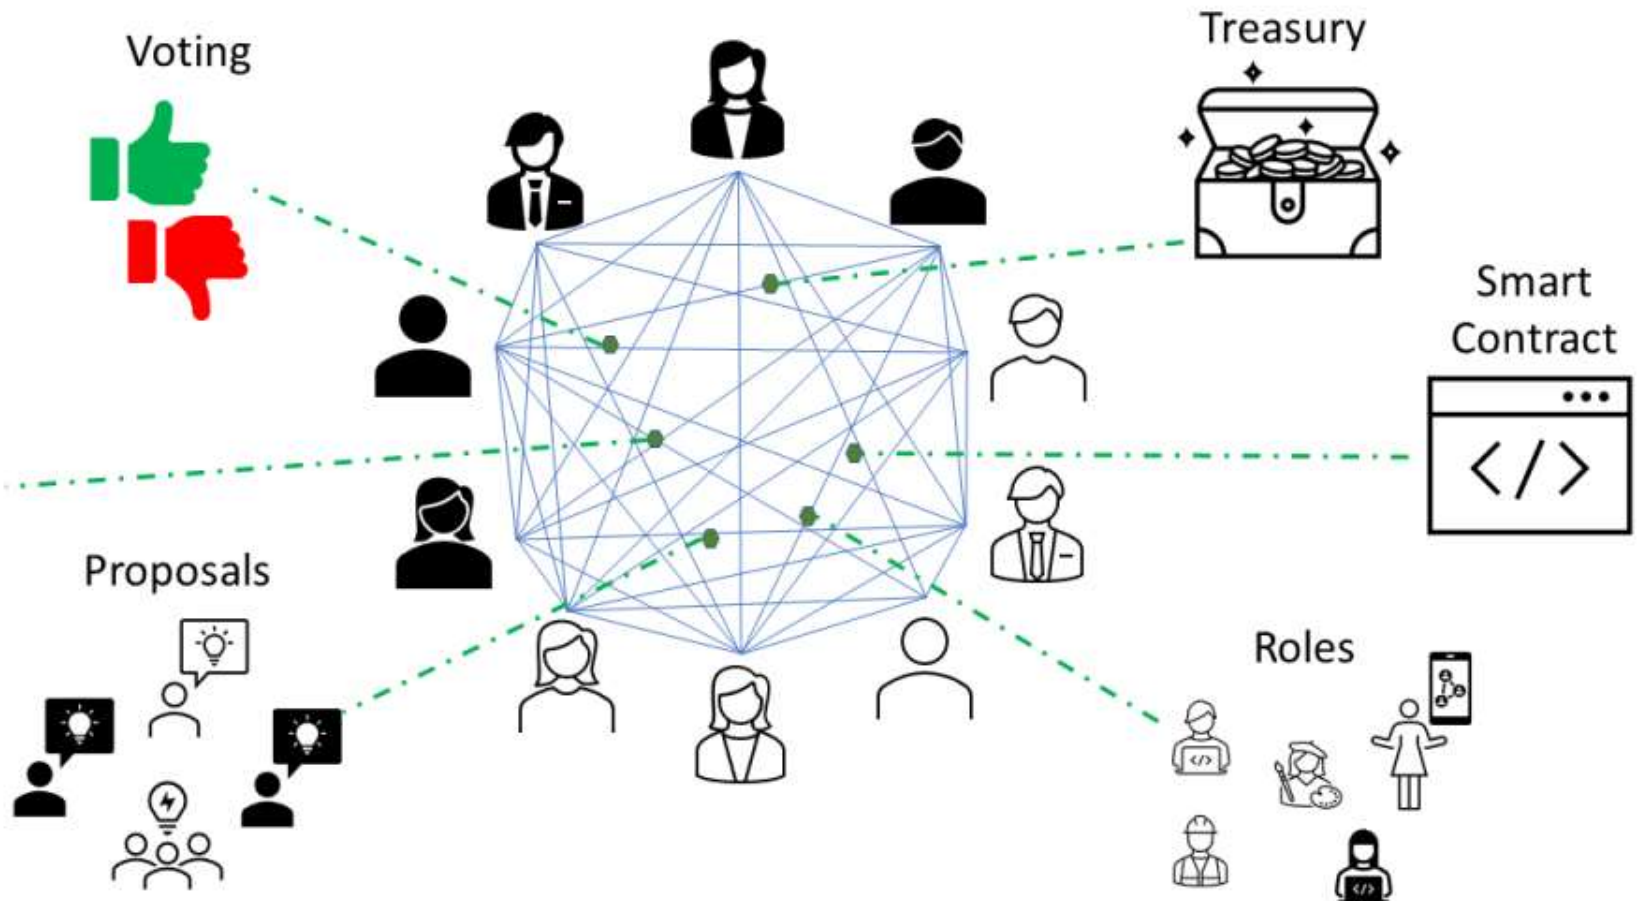 Voting
Treasury
Smart
Contract
</>
Proposals
Roles
</>
</>